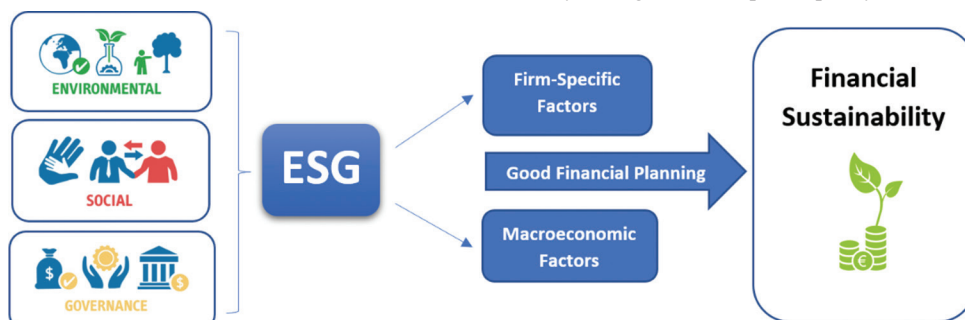 ENVIRONMENTAL
SOCIAL
$
$
GOVERNANCE
ESG
Firm-Specific
Factors
Good Financial Planning
Macroeconomic
Factors
Financial
Sustainability
€